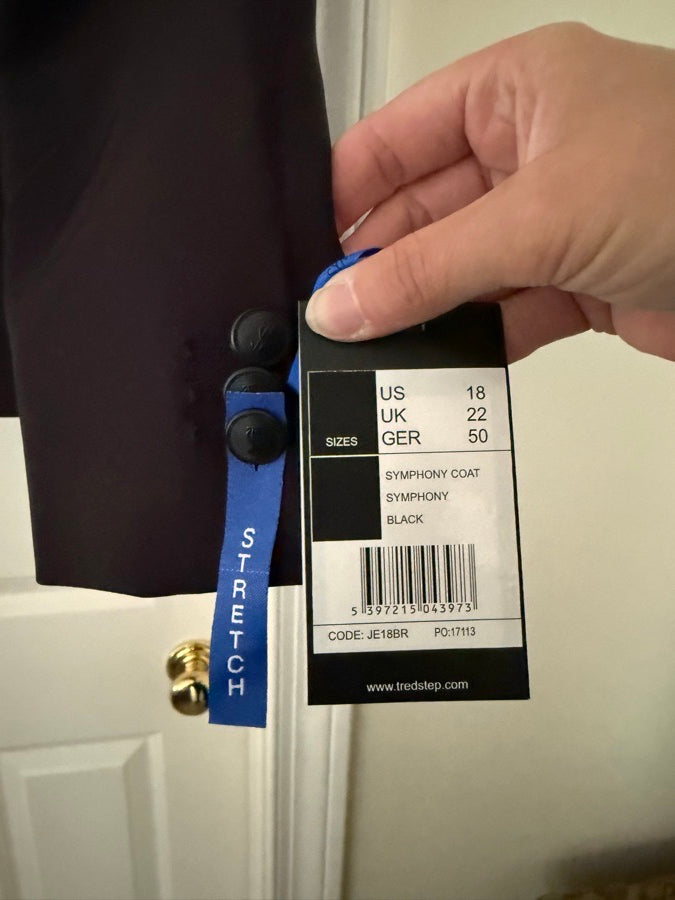 US 18
UK 22
SIZES GER 50
SYMPHONY COAT
SYMPHONY
BLACK
5 397215 043973
CODE: JE18BR PO:17113
www.tredstep.com
STRETCH